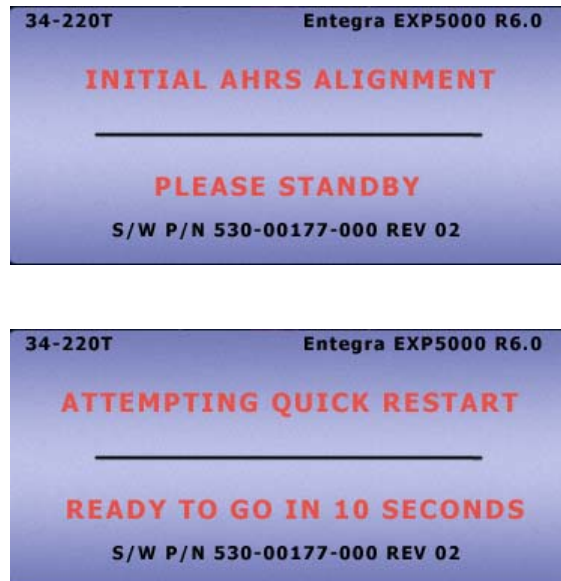 34-220T Entegra EXP5000 R6.0
INITIAL AHRS ALIGNMENT
PLEASE STANDBY
S/W P/N 530-00177-000 REV 02
34-220T Entegra EXP5000 R6.0
ATTEMPTING QUICK RESTART
READY TO GO IN 10 SECONDS
S/W P/N 530-00177-000 REV 02